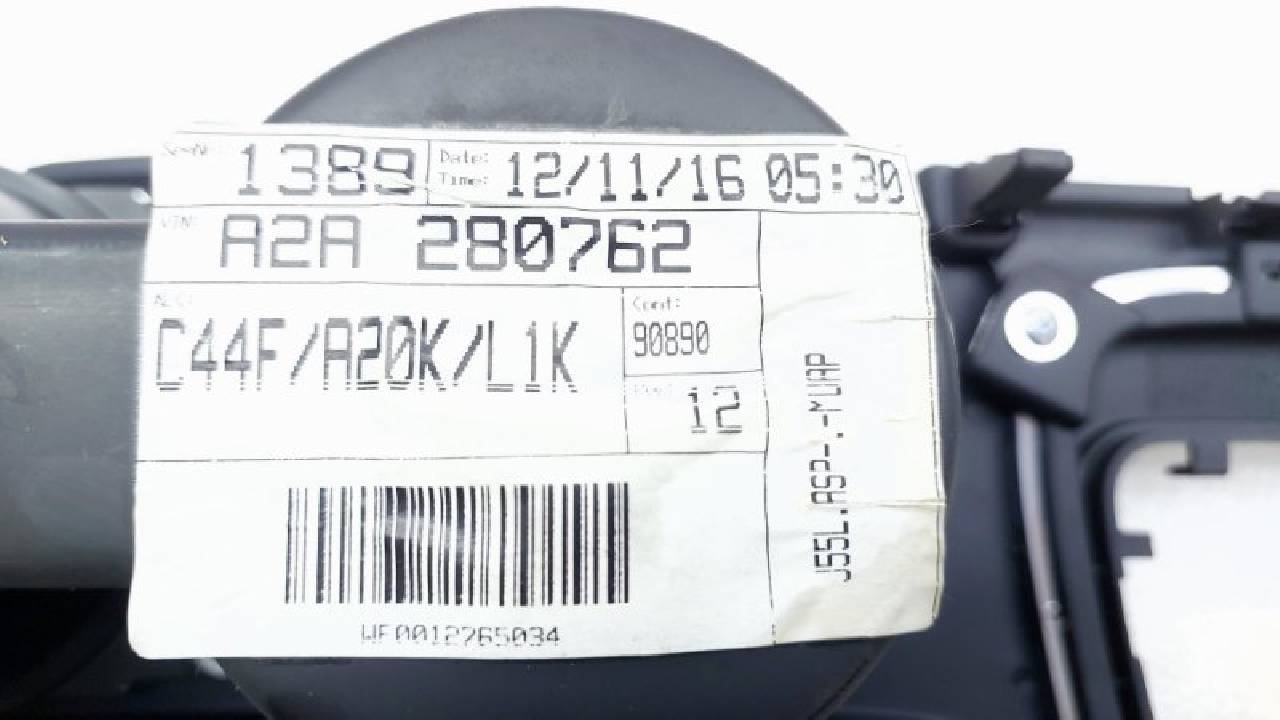 1389
Date: 12/11/16 05:30
Time:
VIN:
A2A 280762
C44F/A20K/L1K
Cont:
90890
12
J55L.ASP-.-MUAP
WF0012765034